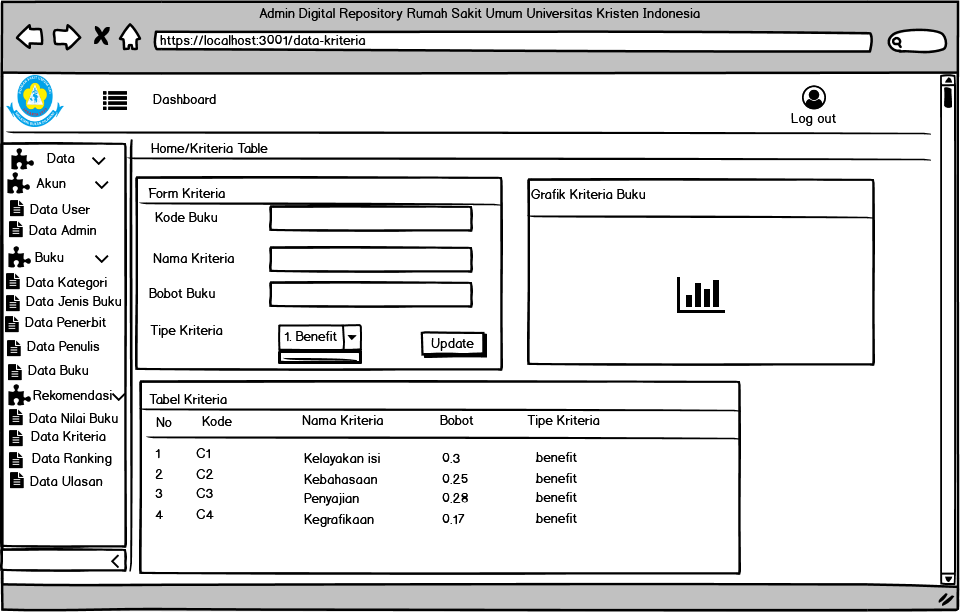 Admin Digital Repository Rumah Sakit Umum Universitas Kristen Indonesia
https://localhost:3001/data-kriteria
Dashboard
Log out
Home/Kriteria Table
Data
Akun
Data User
Data Admin
Buku
Data Kategori
Data Jenis Buku
Data Penerbit
Data Penulis
Data Buku
Rekomendasi
Data Nilai Buku
Data Kriteria
Data Ranking
Data Ulasan
Form Kriteria
Kode Buku
Nama Kriteria
Bobot Buku
Tipe Kriteria
1. Benefit
Update
Grafik Kriteria Buku
Tabel Kriteria
No Kode Nama Kriteria Bobot Tipe Kriteria
1 C1 Kelayakan isi 0.3 benefit
2 C2 Kebahasaan 0.25 benefit
3 C3 Penyajian 0.28 benefit
4 C4 Kegrafikaan 0.17 benefit